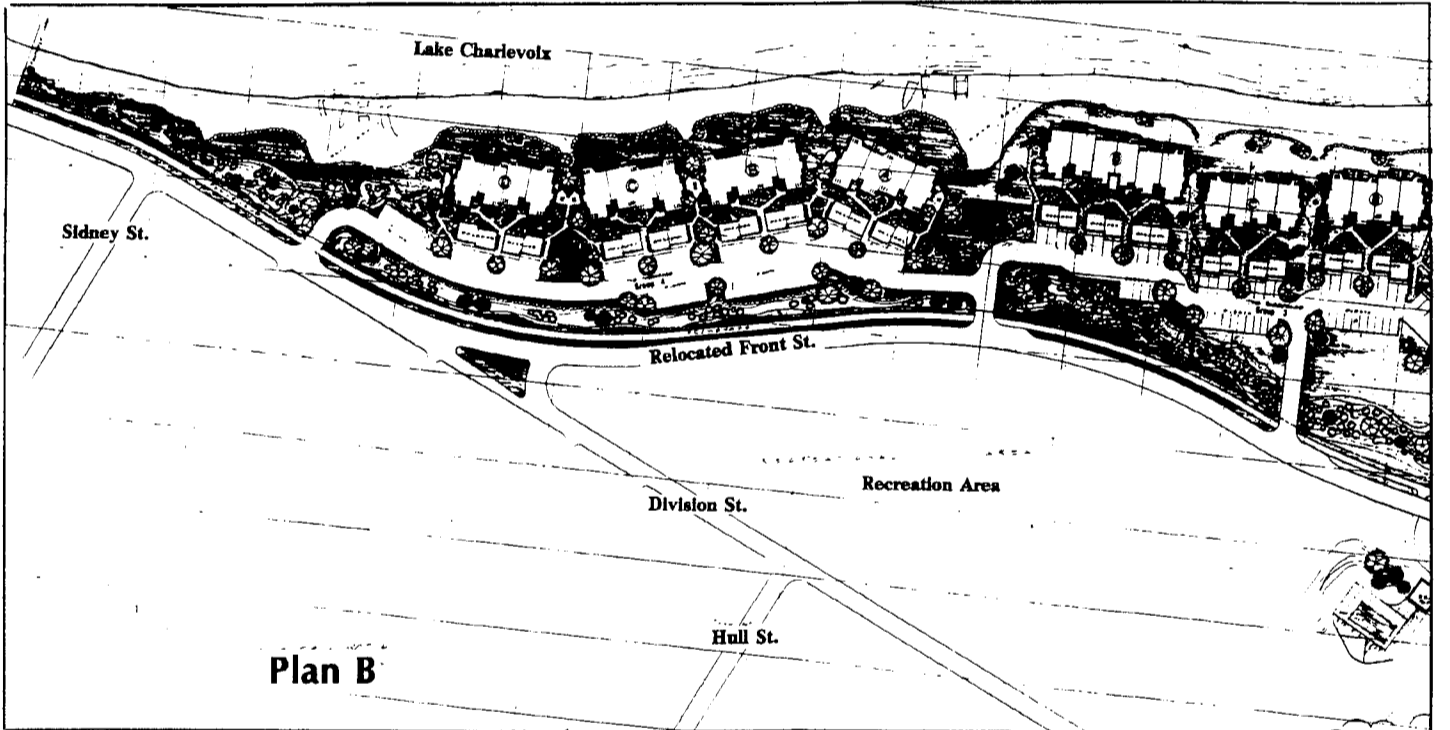 Lake Charlevoix
Sidney St.
Relocated Front St.
Recreation Area
Division St.
Hull St.
Plan B